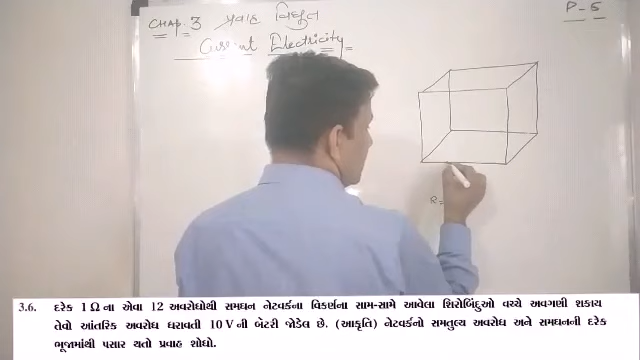 CHAP. 3 પ્રવાહ વિદ્યુત
P - 5
Current Electricity
R =
3.6. દરેક 1 Ω ના એવા 12 અવરોધોથી સમઘન નેટવર્કના વિકર્ણના સામ-સામે આવેલા શિરોબિંદુઓ વચ્ચે અવગણી શકાય
તેવો આંતરિક અવરોધ ધરાવતી 10 V ની બૅટરી જોડેલ છે. (આકૃતિ) નેટવર્કનો સમતુલ્ય અવરોધ અને સમઘનની દરેક
ભૂજામાંથી પસાર થતો પ્રવાહ શોધો.